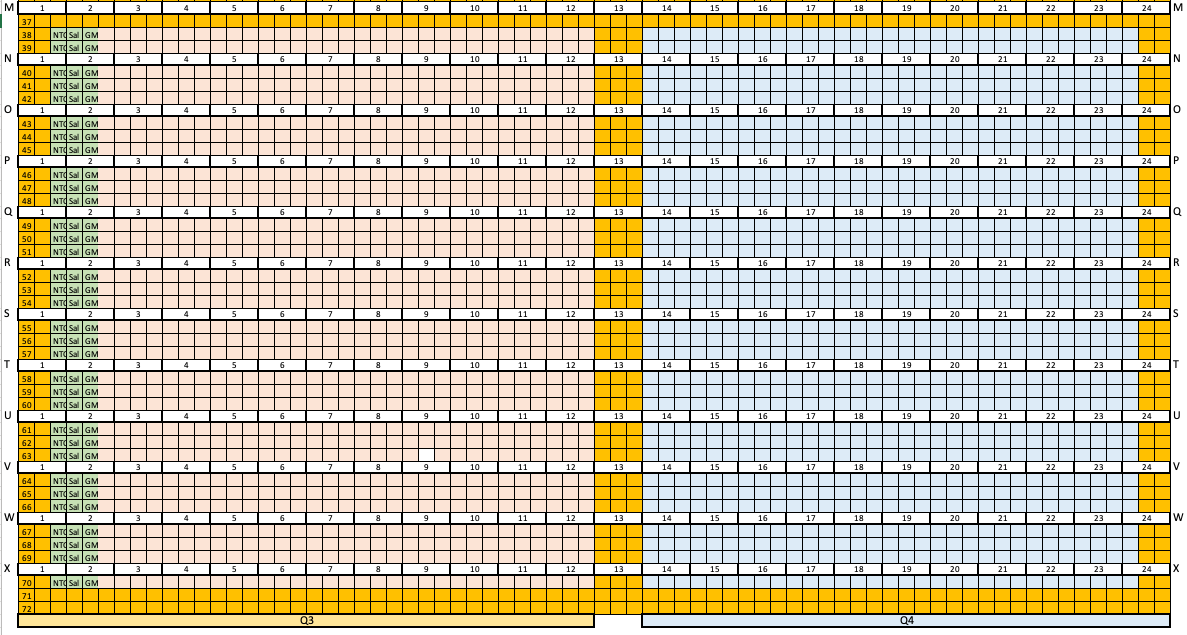 M 1 2 3 4 5 6 7 8 9 10 11 12 13 14 15 16 17 18 19 20 21 22 23 24 M
37
38 NTC Sal GM
39 NTC Sal GM
N 1 2 3 4 5 6 7 8 9 10 11 12 13 14 15 16 17 18 19 20 21 22 23 24 N
40 NTC Sal GM
41 NTC Sal GM
42 NTC Sal GM
O 1 2 3 4 5 6 7 8 9 10 11 12 13 14 15 16 17 18 19 20 21 22 23 24 O
43 NTC Sal GM
44 NTC Sal GM
45 NTC Sal GM
P 1 2 3 4 5 6 7 8 9 10 11 12 13 14 15 16 17 18 19 20 21 22 23 24 P
46 NTC Sal GM
47 NTC Sal GM
48 NTC Sal GM
Q 1 2 3 4 5 6 7 8 9 10 11 12 13 14 15 16 17 18 19 20 21 22 23 24 Q
49 NTC Sal GM
50 NTC Sal GM
51 NTC Sal GM
R 1 2 3 4 5 6 7 8 9 10 11 12 13 14 15 16 17 18 19 20 21 22 23 24 R
52 NTC Sal GM
53 NTC Sal GM
54 NTC Sal GM
S 1 2 3 4 5 6 7 8 9 10 11 12 13 14 15 16 17 18 19 20 21 22 23 24 S
55 NTC Sal GM
56 NTC Sal GM
57 NTC Sal GM
T 1 2 3 4 5 6 7 8 9 10 11 12 13 14 15 16 17 18 19 20 21 22 23 24 T
58 NTC Sal GM
59 NTC Sal GM
60 NTC Sal GM
U 1 2 3 4 5 6 7 8 9 10 11 12 13 14 15 16 17 18 19 20 21 22 23 24 U
61 NTC Sal GM
62 NTC Sal GM
63 NTC Sal GM
V 1 2 3 4 5 6 7 8 9 10 11 12 13 14 15 16 17 18 19 20 21 22 23 24 V
64 NTC Sal GM
65 NTC Sal GM
66 NTC Sal GM
W 1 2 3 4 5 6 7 8 9 10 11 12 13 14 15 16 17 18 19 20 21 22 23 24 W
67 NTC Sal GM
68 NTC Sal GM
69 NTC Sal GM
X 1 2 3 4 5 6 7 8 9 10 11 12 13 14 15 16 17 18 19 20 21 22 23 24 X
70 NTC Sal GM
71
72
Q3 Q4